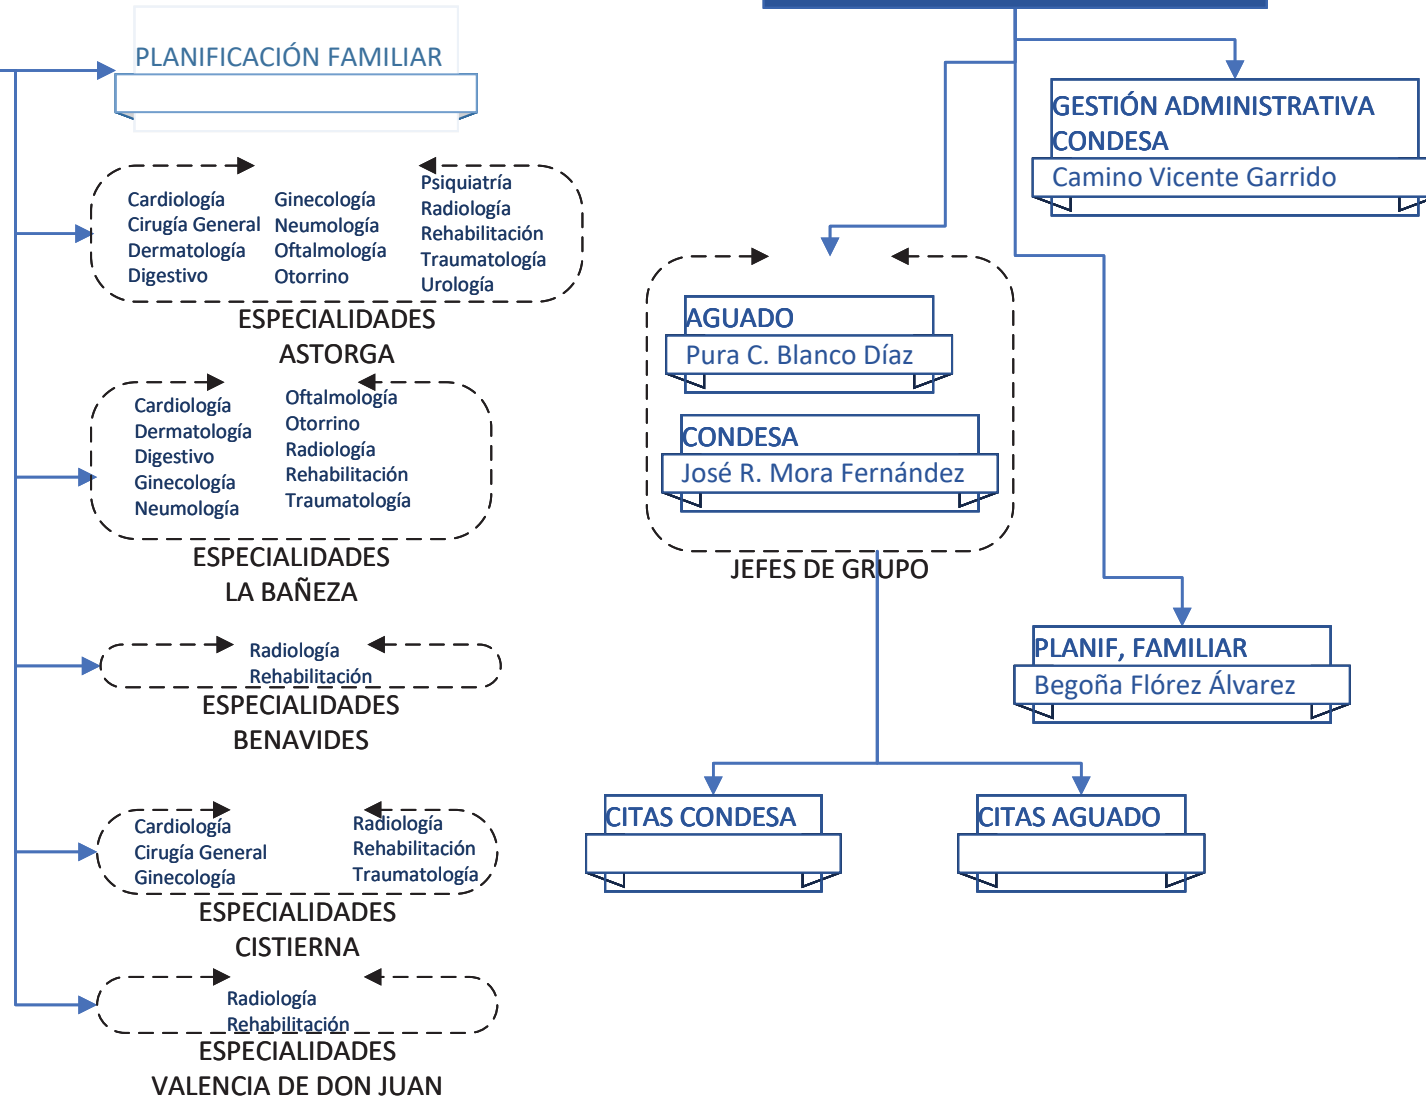 PLANIFICACIÓN FAMILIAR
Cardiología
Cirugía General
Dermatología
Digestivo
Ginecología
Neumología
Oftalmología
Otorrino
Psiquiatría
Radiología
Rehabilitación
Traumatología
Urología
ESPECIALIDADES
ASTORGA
Cardiología
Dermatología
Digestivo
Ginecología
Neumología
Oftalmología
Otorrino
Radiología
Rehabilitación
Traumatología
ESPECIALIDADES
LA BAÑEZA
Radiología
Rehabilitación
ESPECIALIDADES
BENAVIDES
Cardiología
Cirugía General
Ginecología
Radiología
Rehabilitación
Traumatología
ESPECIALIDADES
CISTIERNA
Radiología
Rehabilitación
ESPECIALIDADES
VALENCIA DE DON JUAN
GESTIÓN ADMINISTRATIVA
CONDESA
Camino Vicente Garrido
AGUADO
Pura C. Blanco Díaz
CONDESA
José R. Mora Fernández
JEFES DE GRUPO
PLANIF, FAMILIAR
Begoña Flórez Álvarez
CITAS CONDESA
CITAS AGUADO